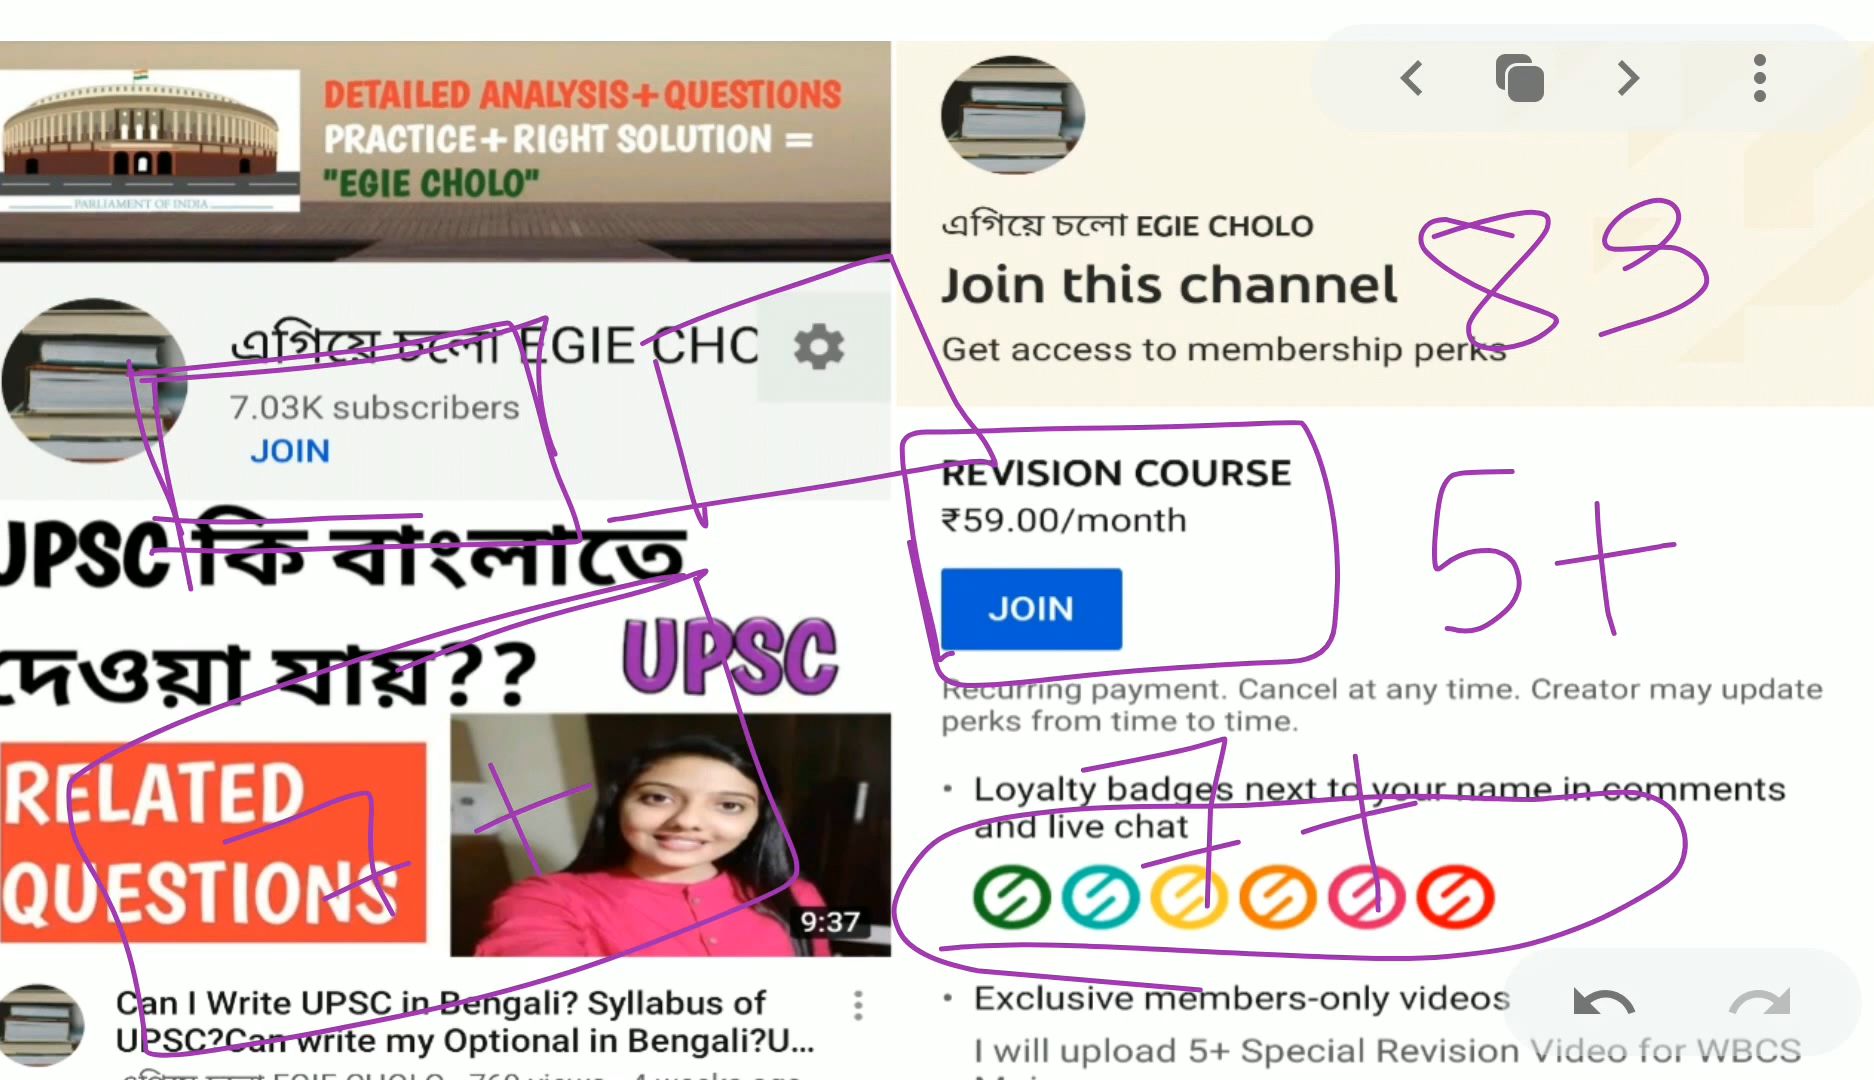 DETAILED ANALYSIS+QUESTIONS
PRACTICE+RIGHT SOLUTION =
"EGIE CHOLO"
PARLIAMENT OF INDIA
এগিয়ে চলো EGIE CHO
7.03K subscribers
JOIN
UPSC কি বাংলাতে
দেওয়া যায়??
UPSC
RELATED
QUESTIONS
7+
9:37
Can I Write UPSC in Bengali? Syllabus of
UPSC?Can write my Optional in Bengali?U...
এগিয়ে চলো EGIE CHOLO
এগিয়ে চলো EGIE CHOLO
Join this channel
Get access to membership perks
REVISION COURSE
₹59.00/month
JOIN
5+
Recurring payment. Cancel at any time. Creator may update
perks from time to time.
Loyalty badges next to your name in comments
and live chat
7+
Exclusive members-only videos
I will upload 5+ Special Revision Video for WBCS